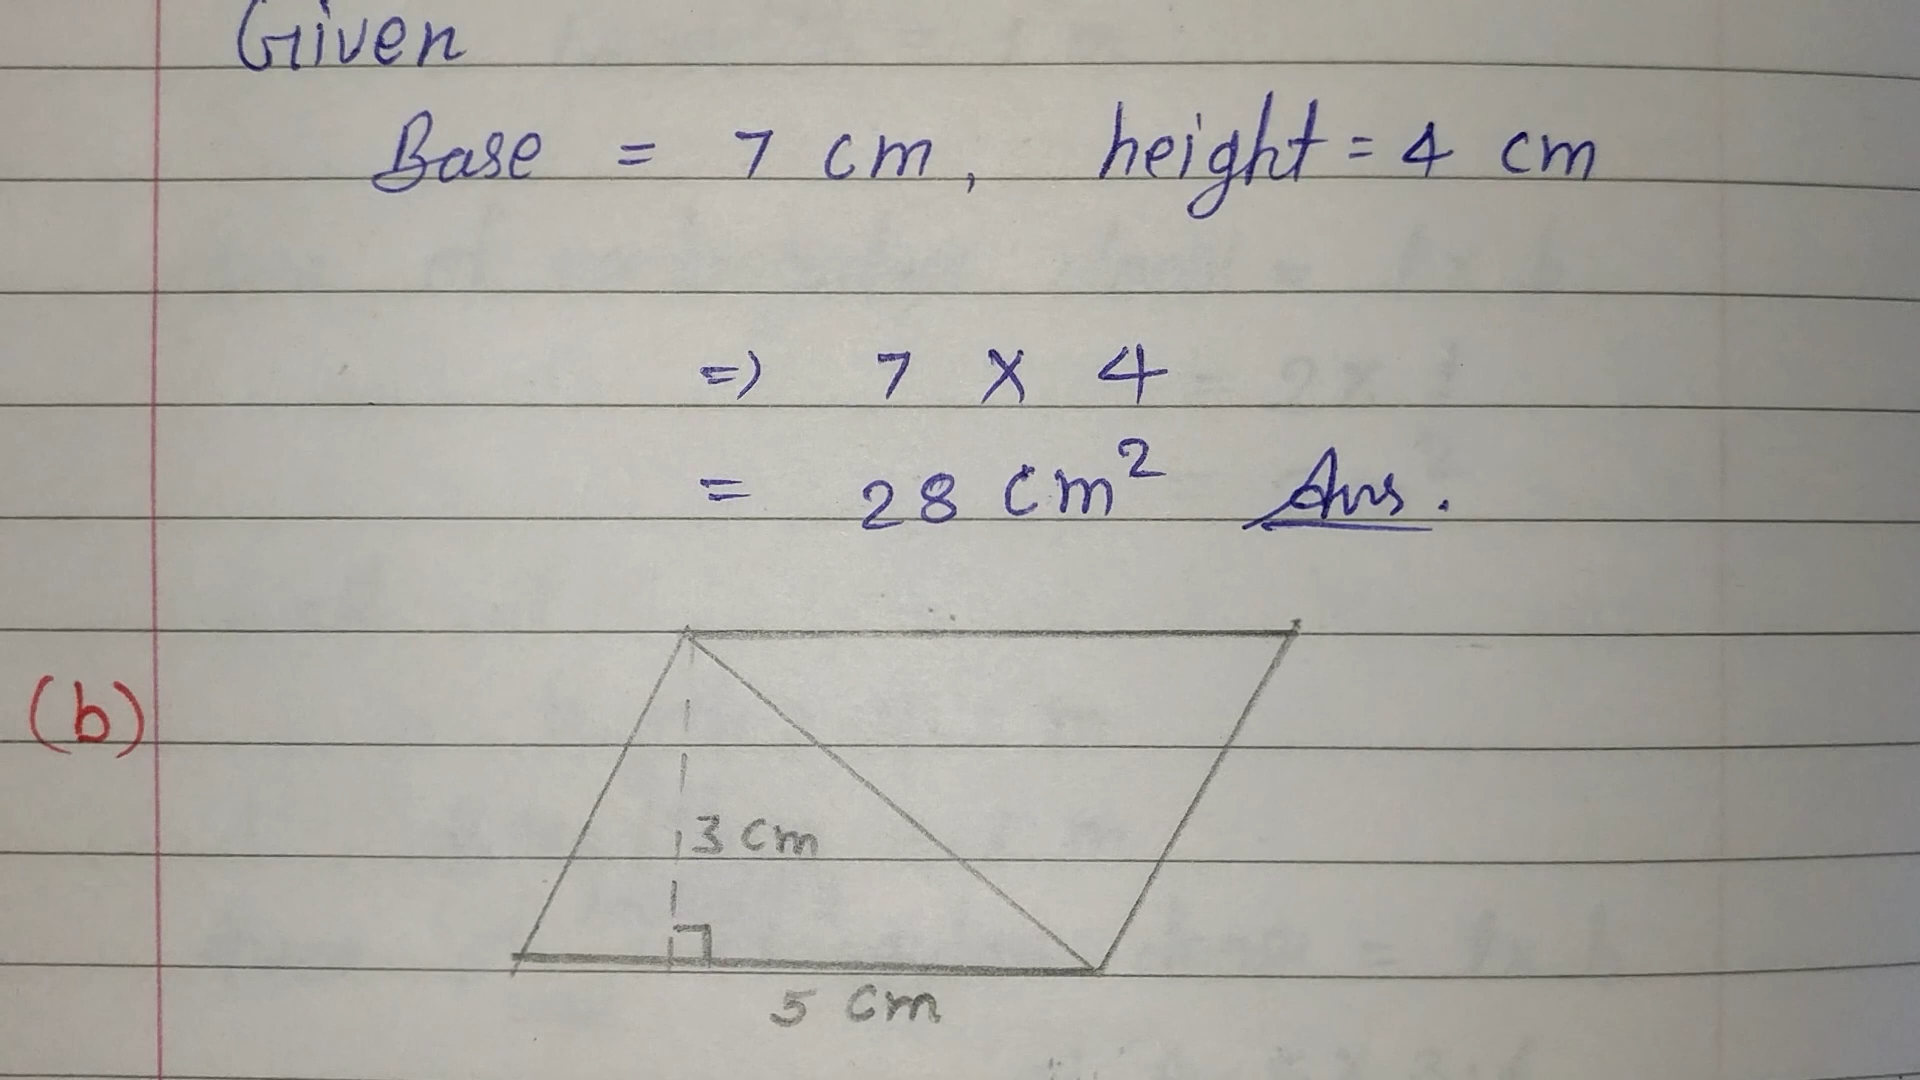 Given
Base = 7 cm, height = 4 cm
=> 7 x 4
= 28 cm² Ans.
(b)
3 cm
5 cm